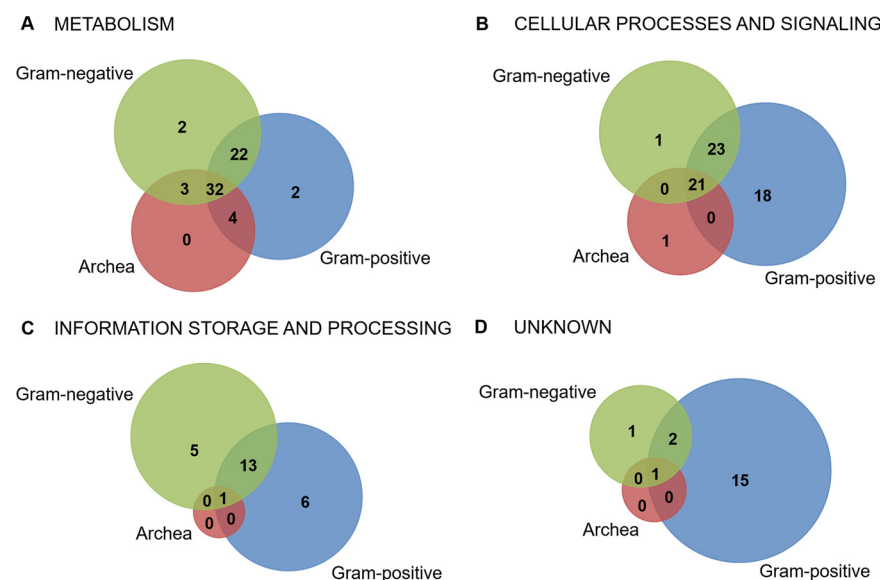 A METABOLISM
Gram-negative
2
22
3 32
2
4
0
Archea
Gram-positive
B CELLULAR PROCESSES AND SIGNALING
Gram-negative
1
23
0 21
18
0
1
Archea
Gram-positive
C INFORMATION STORAGE AND PROCESSING
Gram-negative
5
13
0 1
6
0 0
Archea
Gram-positive
D UNKNOWN
Gram-negative
1
2
0 1
15
0 0
Archea
Gram-positive